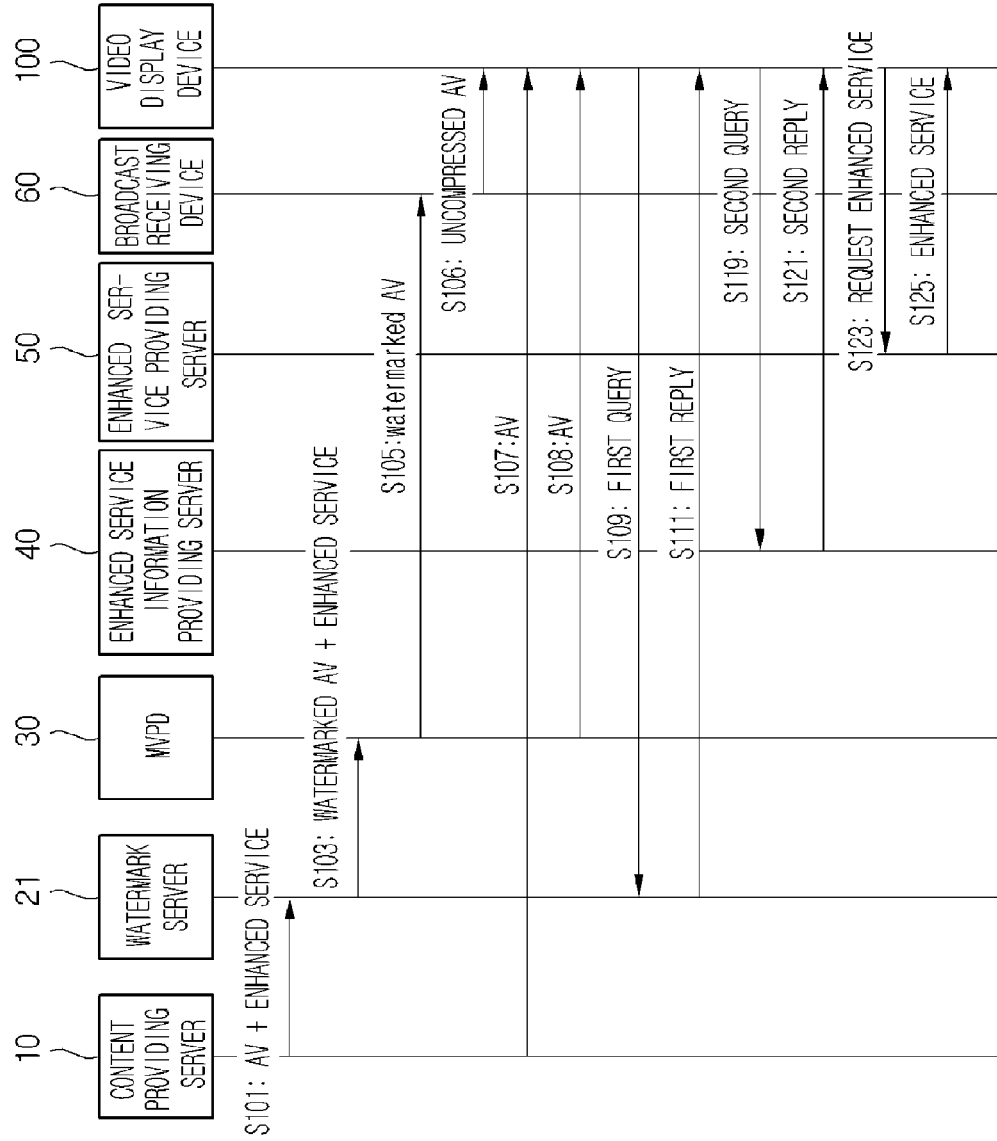 10
21
30
40
50
60
100
CONTENT
PROVIDING
SERVER
WATERMARK
SERVER
MVPD
ENHANCED SERVICE
INFORMATION
PROVIDING SERVER
ENHANCED SER-
VICE PROVIDING
SERVER
BROADCAST
RECEIVING
DEVICE
VIDEO
DISPLAY
DEVICE
S101: AV + ENHANCED SERVICE
S103: WATERMARKED AV + ENHANCED SERVICE
S105:watermarked AV
S106: UNCOMPRESSED AV
S107:AV
S108:AV
S109: FIRST QUERY
S111: FIRST REPLY
S119: SECOND QUERY
S121: SECOND REPLY
S123: REQUEST ENHANCED SERVICE
S125: ENHANCED SERVICE